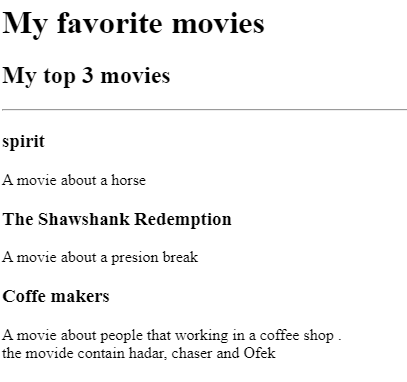 My favorite movies
My top 3 movies
spirit
A movie about a horse
The Shawshank Redemption
A movie about a presion break
Coffe makers
A movie about people that working in a coffee shop .
the movide contain hadar, chaser and Ofek